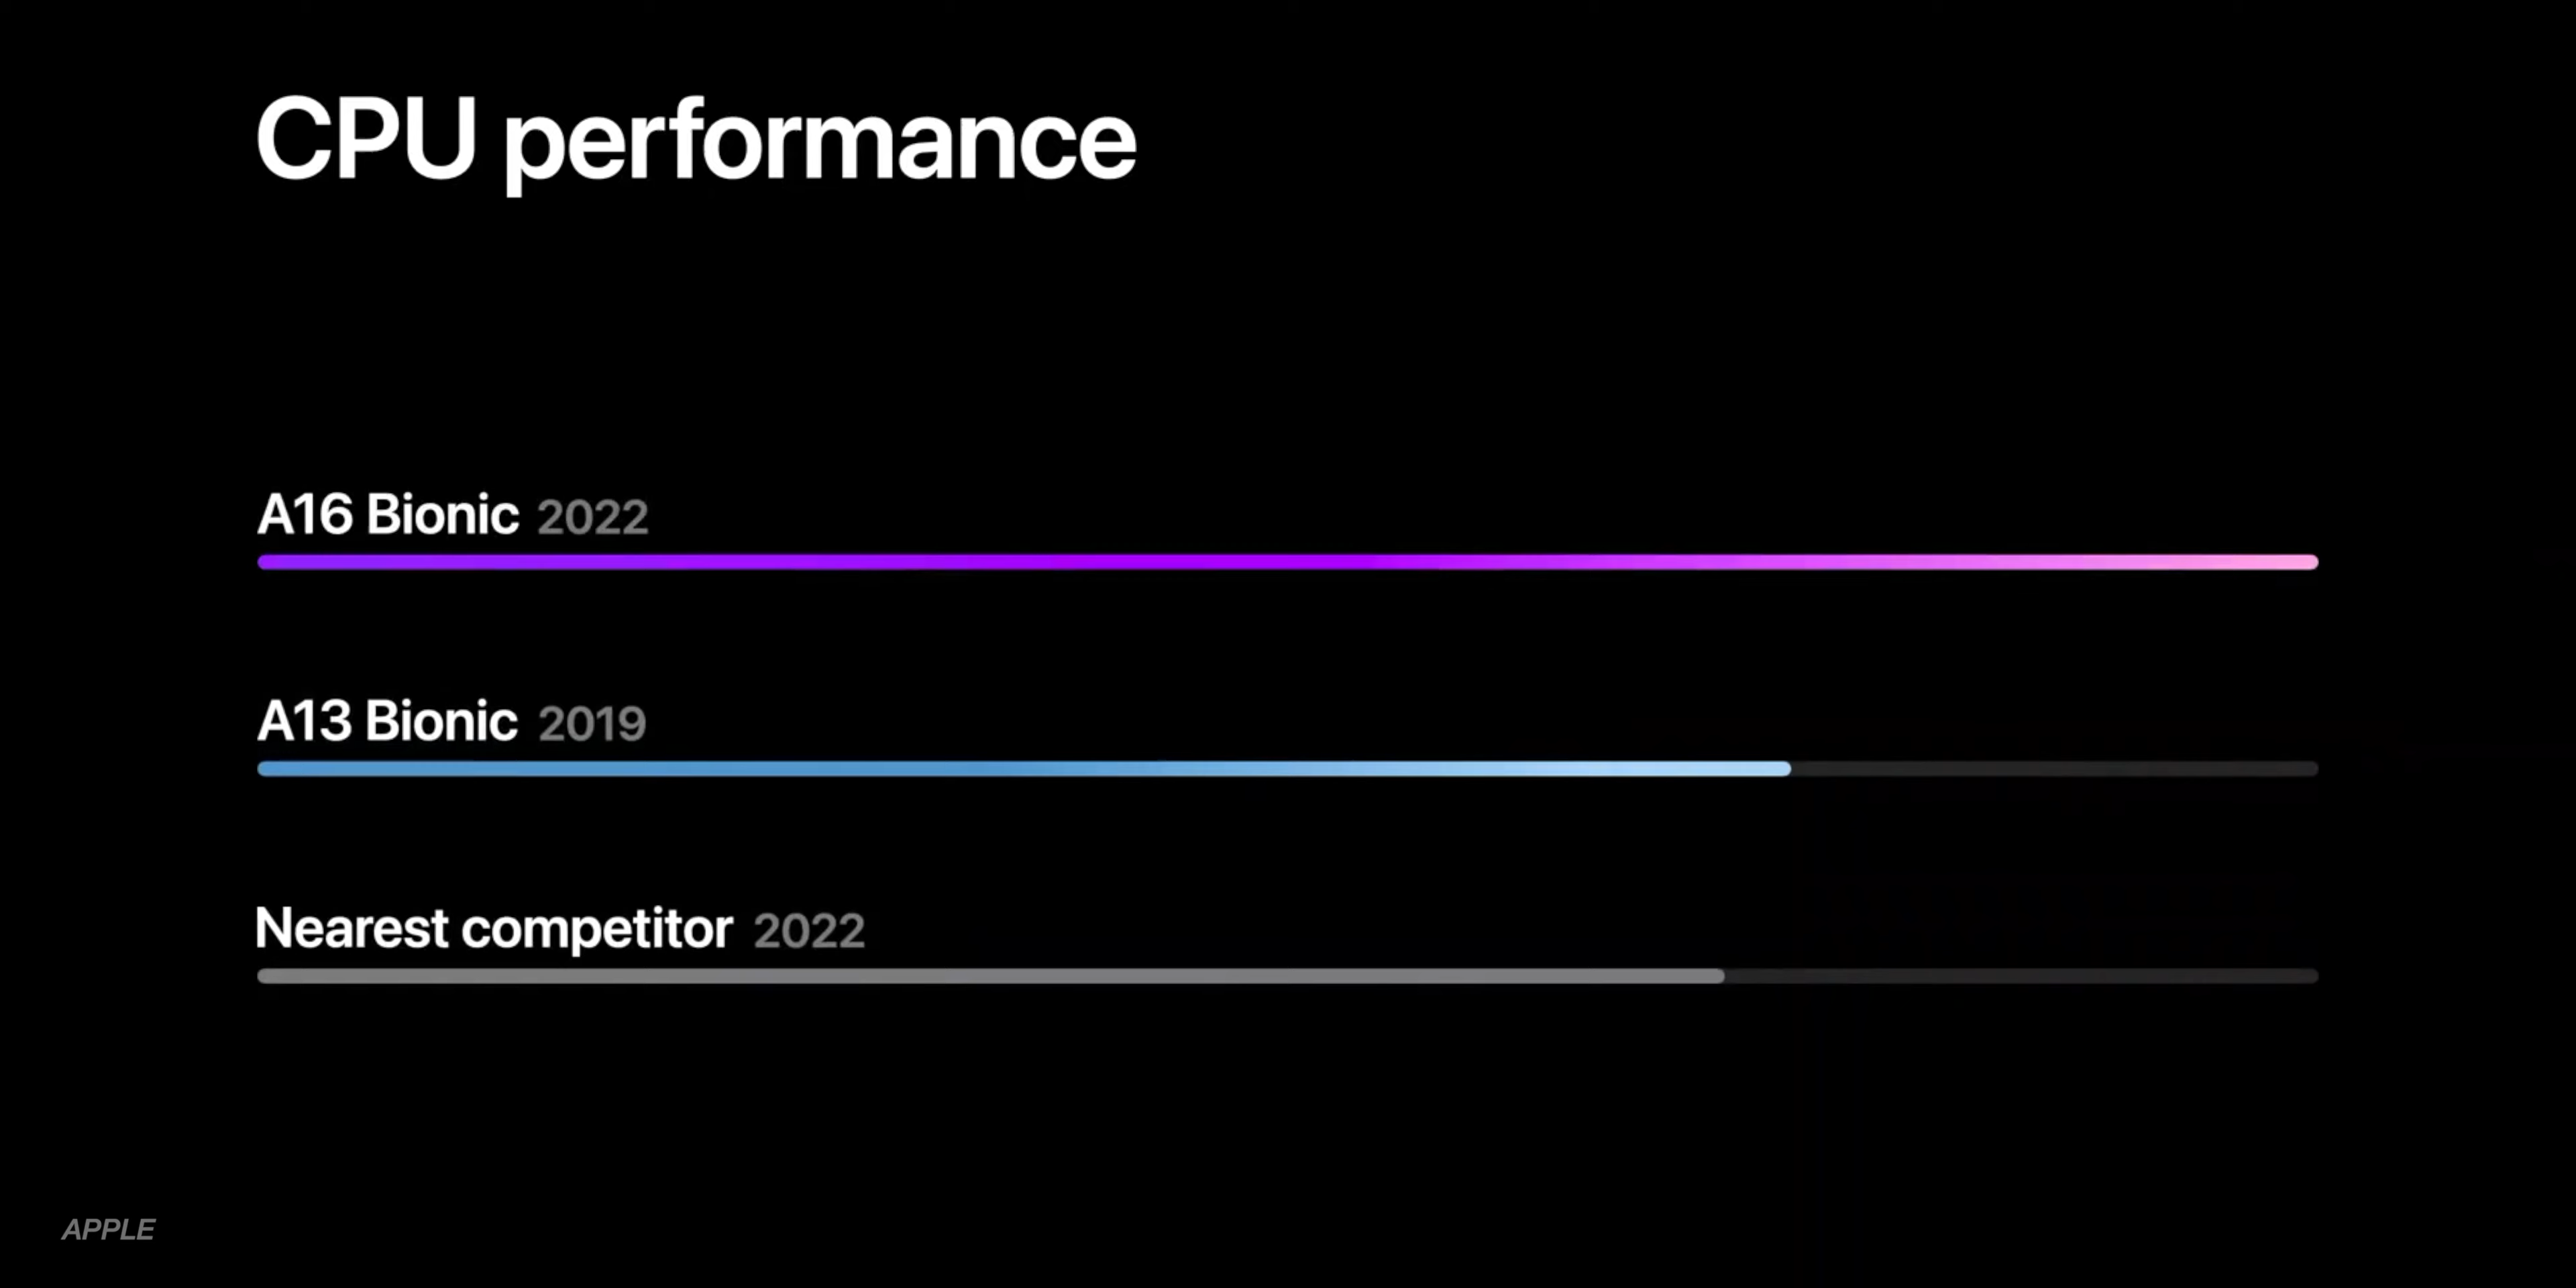 CPU performance
A16 Bionic 2022
A13 Bionic 2019
Nearest competitor 2022
APPLE